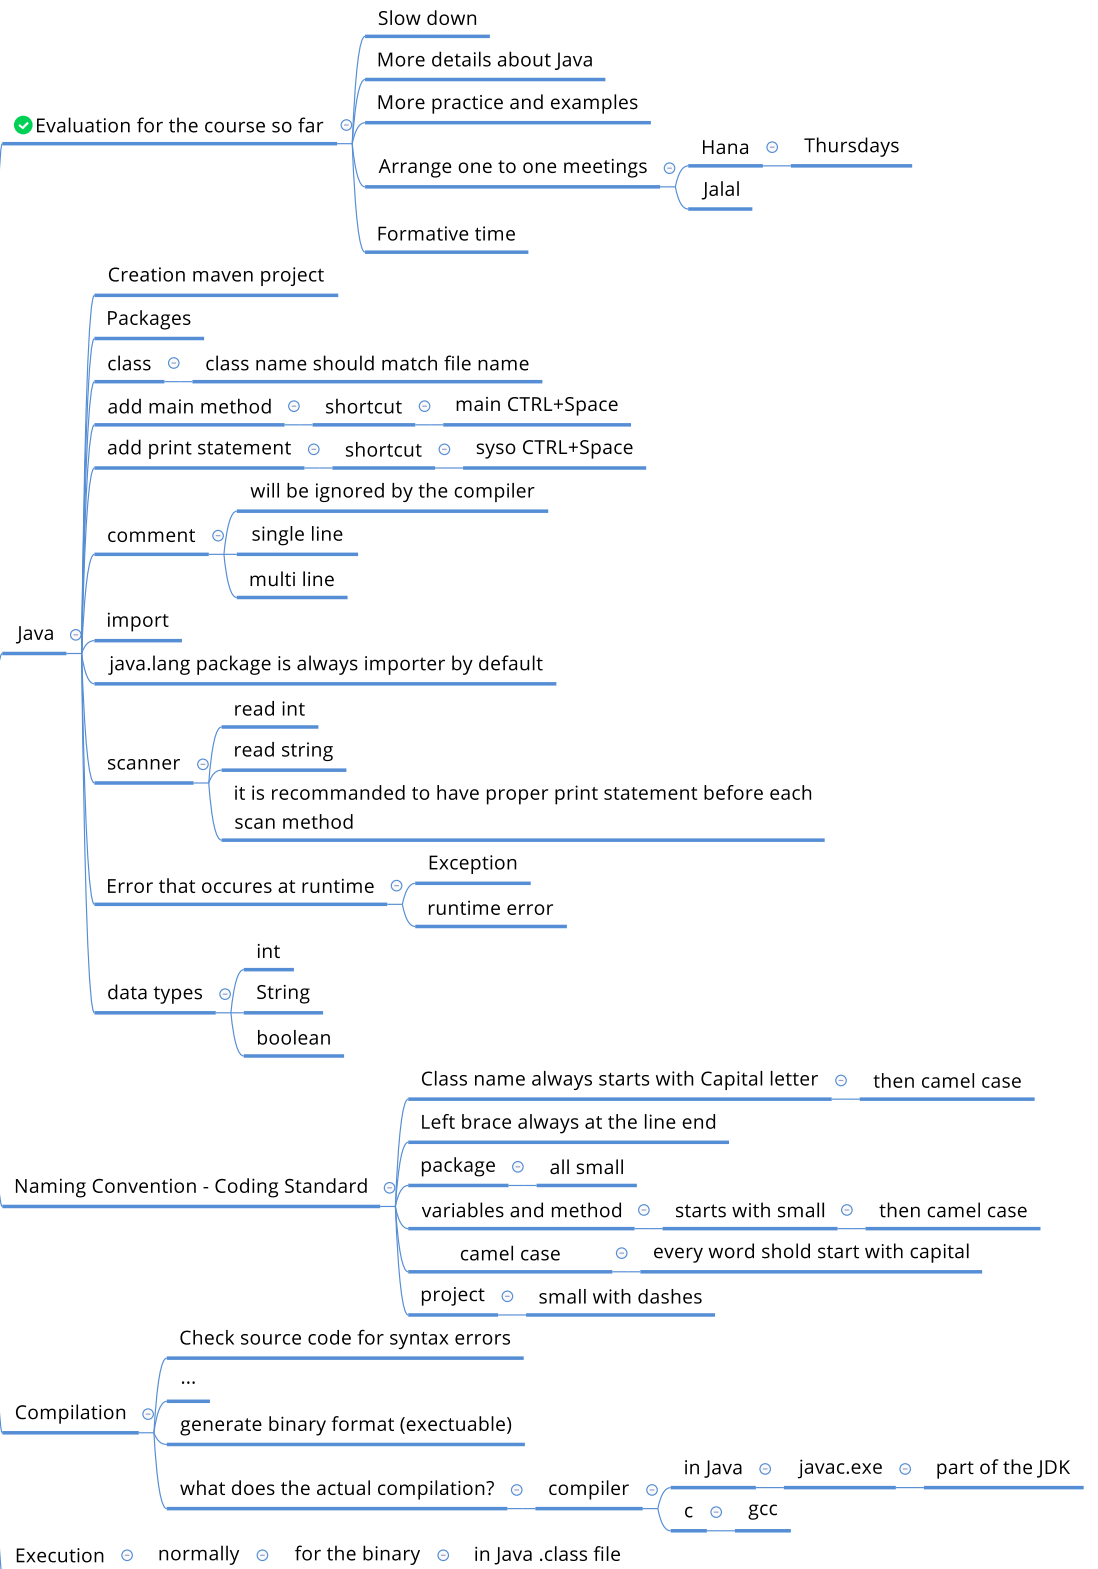 Slow down
More details about Java
More practice and examples
Evaluation for the course so far
Arrange one to one meetings
Hana
Thursdays
Jalal
Formative time
Creation maven project
Packages
class
class name should match file name
add main method
shortcut
main CTRL+Space
add print statement
shortcut
syso CTRL+Space
comment
will be ignored by the compiler
single line
multi line
Java
import
java.lang package is always importer by default
scanner
read int
read string
it is recommanded to have proper print statement before each
scan method
Error that occures at runtime
Exception
runtime error
data types
int
String
boolean
Naming Convention - Coding Standard
Class name always starts with Capital letter
then camel case
Left brace always at the line end
package
all small
variables and method
starts with small
then camel case
camel case
every word shold start with capital
project
small with dashes
Compilation
Check source code for syntax errors
...
generate binary format (exectuable)
what does the actual compilation?
compiler
in Java
javac.exe
part of the JDK
c
gcc
Execution
normally
for the binary
in Java .class file